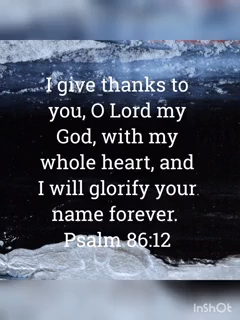 I give thanks to
you, O Lord my
God, with my
whole heart, and
I will glorify your
name forever.
Psalm 86:12
InShOt